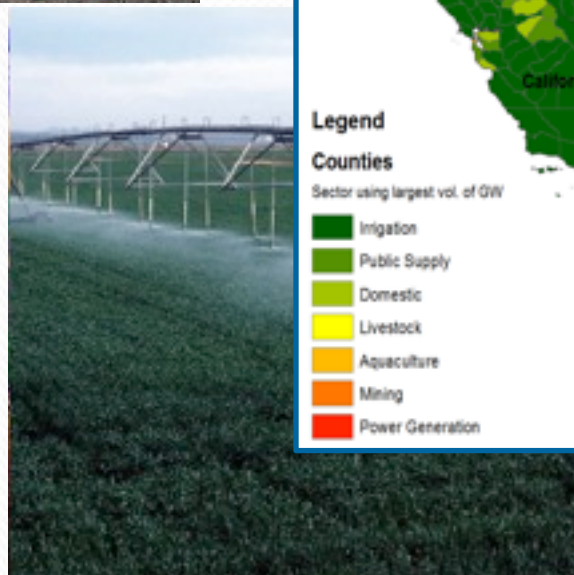 Legend
Counties
Sector using largest vol. of GW
Irrigation
Public Supply
Domestic
Livestock
Aquaculture
Mining
Power Generation